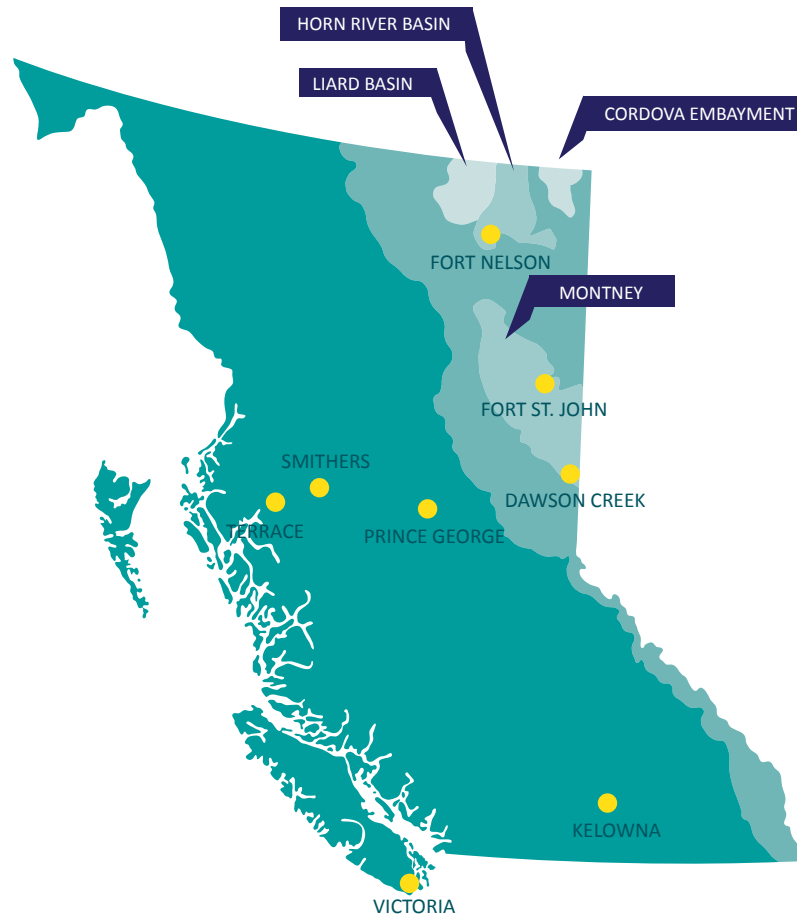 HORN RIVER BASIN
LIARD BASIN
CORDOVA EMBAYMENT
FORT NELSON
MONTNEY
FORT ST. JOHN
SMITHERS
DAWSON CREEK
TERRACE
PRINCE GEORGE
KELOWNA
VICTORIA